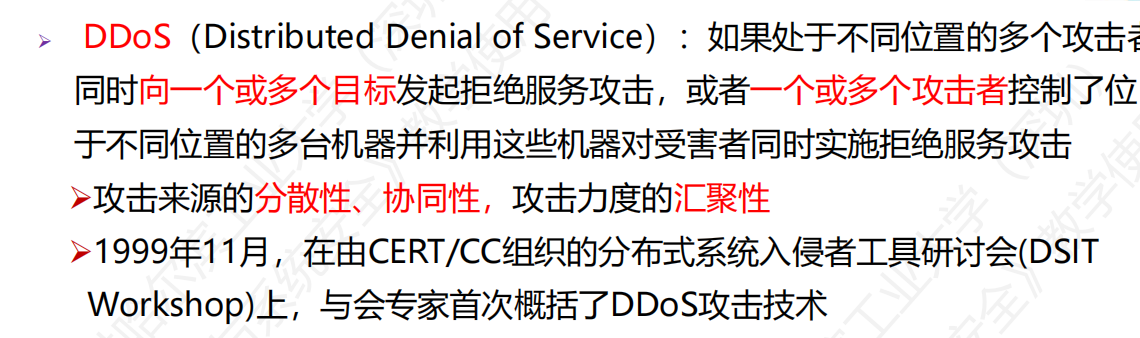 DDoS（Distributed Denial of Service）：如果处于不同位置的多个攻击者
同时向一个或多个目标发起拒绝服务攻击，或者一个或多个攻击者控制了位
于不同位置的多台机器并利用这些机器对受害者同时实施拒绝服务攻击
攻击来源的分散性、协同性，攻击力度的汇聚性
1999年11月，在由CERT/CC组织的分布式系统入侵者工具研讨会(DSIT
Workshop)上，与会专家首次概括了DDoS攻击技术